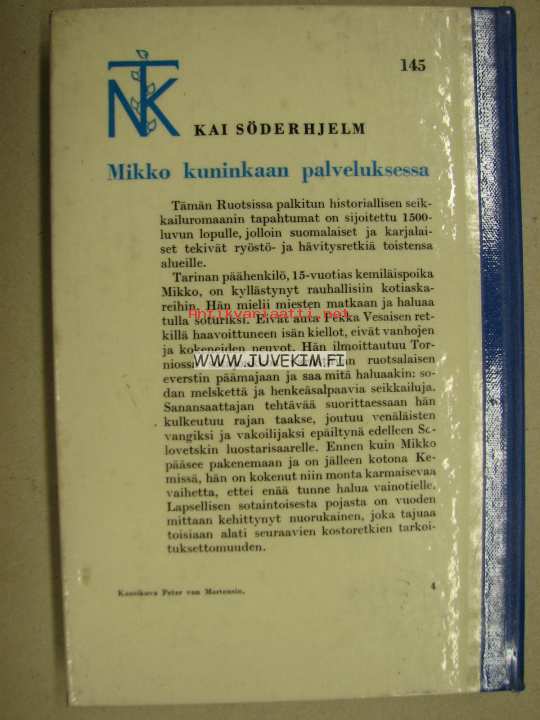 NTK
145
KAI SÖDERHJELM
Mikko kuninkaan palveluksessa
Tämän Ruotsissa palkitun historiallisen seik-
kailuromaanin tapahtumat on sijoitettu 1500-
luvun lopulle, jolloin suomalaiset ja karjalai-
set tekivät ryöstö- ja hävitysretkiä toistensa
alueille.
Tarinan päähenkilö, 15-vuotias kemiläispoika
Mikko, on kyllästynyt rauhallisiin kotiaska-
reihin. Hän mielii miesten matkaan ja haluaa
Antikvariaatti.net
tulla soturiksi. Eivät auta Pekka Vesaisen ret-
killä haavoittuneen isän kiellot, eivät vanhojen
ja kokeneiden neuvot. Hän ilmoittautuu Tor-
WWW.JUVEKIM.FI
niossa ruotsalaisen
everstin päämajaan ja saa mitä haluaakin: so-
dan melskettä ja henkeäsalpaavia seikkailuja.
Sanansaattajan tehtävää suorittaessaan hän
kulkeutuu rajan taakse, joutuu venäläisten
vangiksi ja vakoilijaksi epäiltynä edelleen So-
lovetskin luostarisaarelle. Ennen kuin Mikko
pääsee pakenemaan ja on jälleen kotona Ke-
missä, hän on kokenut niin monta karmaisevaa
vaihetta, ettei enää tunne halua vainotielle.
Lapsellisen sotaintoisesta pojasta on vuoden
mittaan kehittynyt nuorukainen, joka tajuaa
toisiaan alati seuraavien kostoretkien tarkoi-
tuksettomuuden.
Kansikuva Peter von Martensin.
4